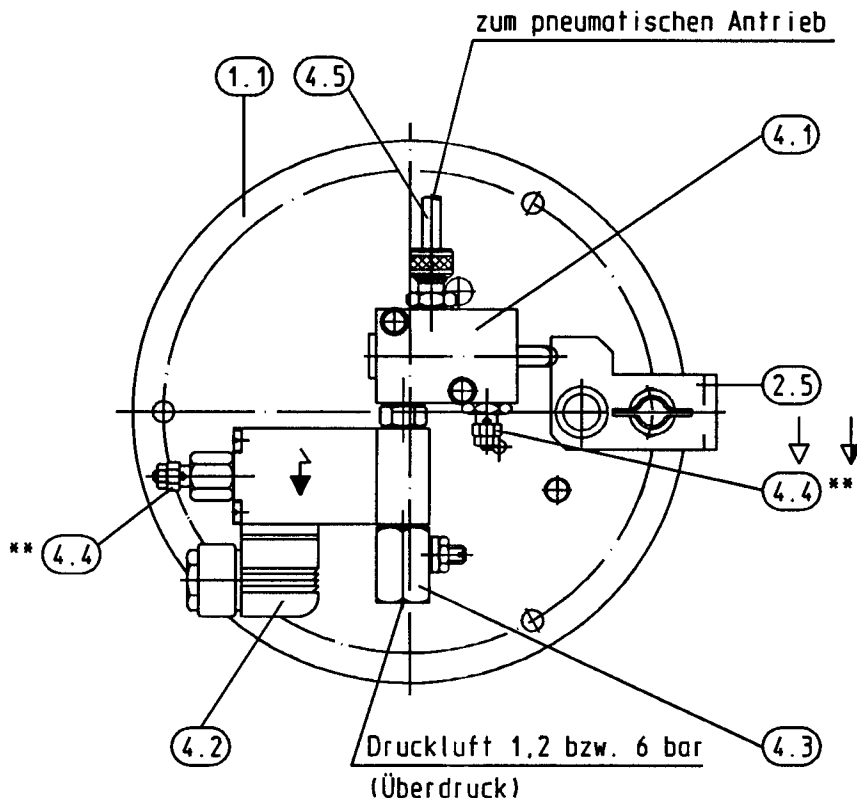 zum pneumatischen Antrieb
1.1
4.5
4.1
2.5
4.4 **
** 4.4
4.2
Druckluft 1,2 bzw. 6 bar
(Überdruck)
4.3